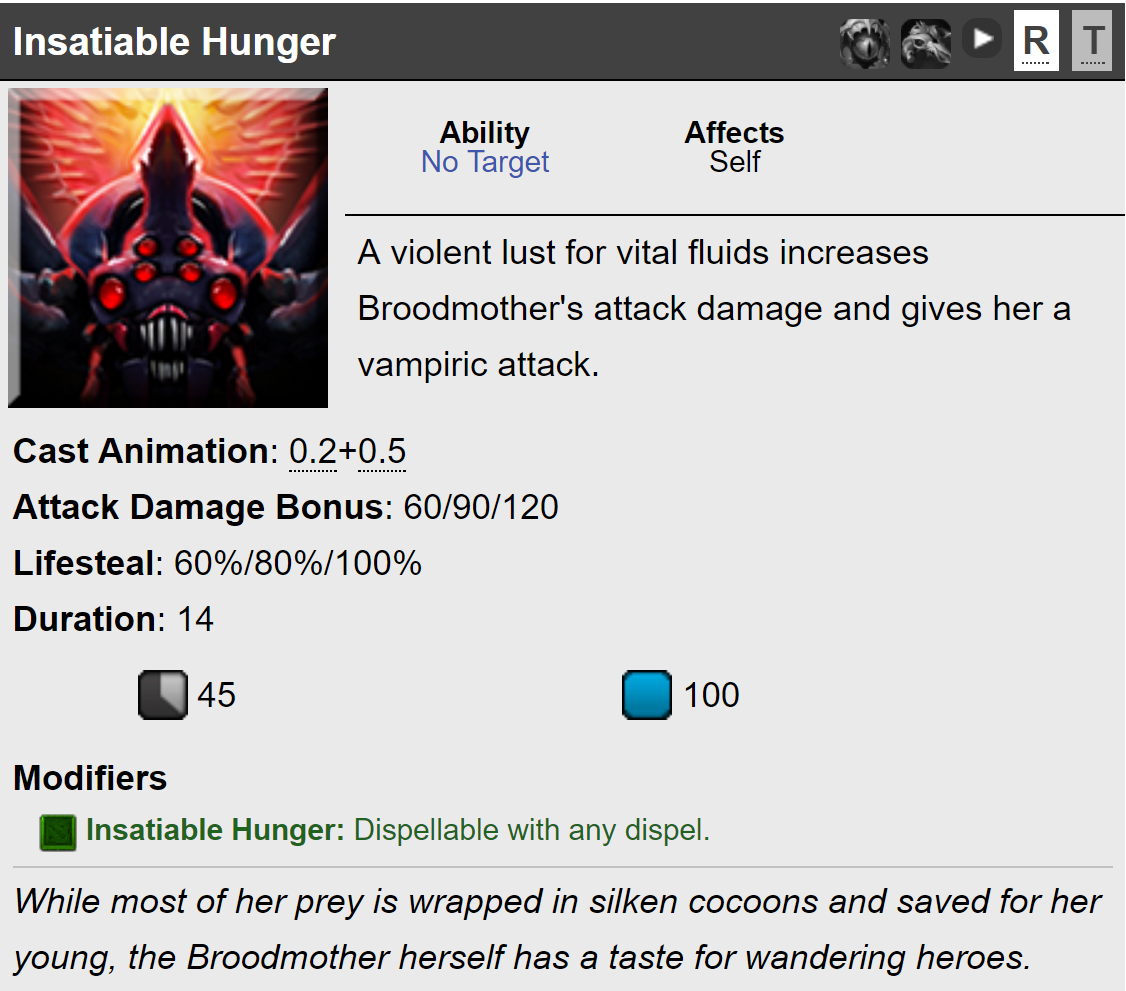 Insatiable Hunger R T
Ability Affects
No Target Self
A violent lust for vital fluids increases
Broodmother's attack damage and gives her a
vampiric attack.
Cast Animation: 0.2+0.5
Attack Damage Bonus: 60/90/120
Lifesteal: 60%/80%/100%
Duration: 14
45 100
Modifiers
Insatiable Hunger: Dispellable with any dispel.
While most of her prey is wrapped in silken cocoons and saved for her
young, the Broodmother herself has a taste for wandering heroes.